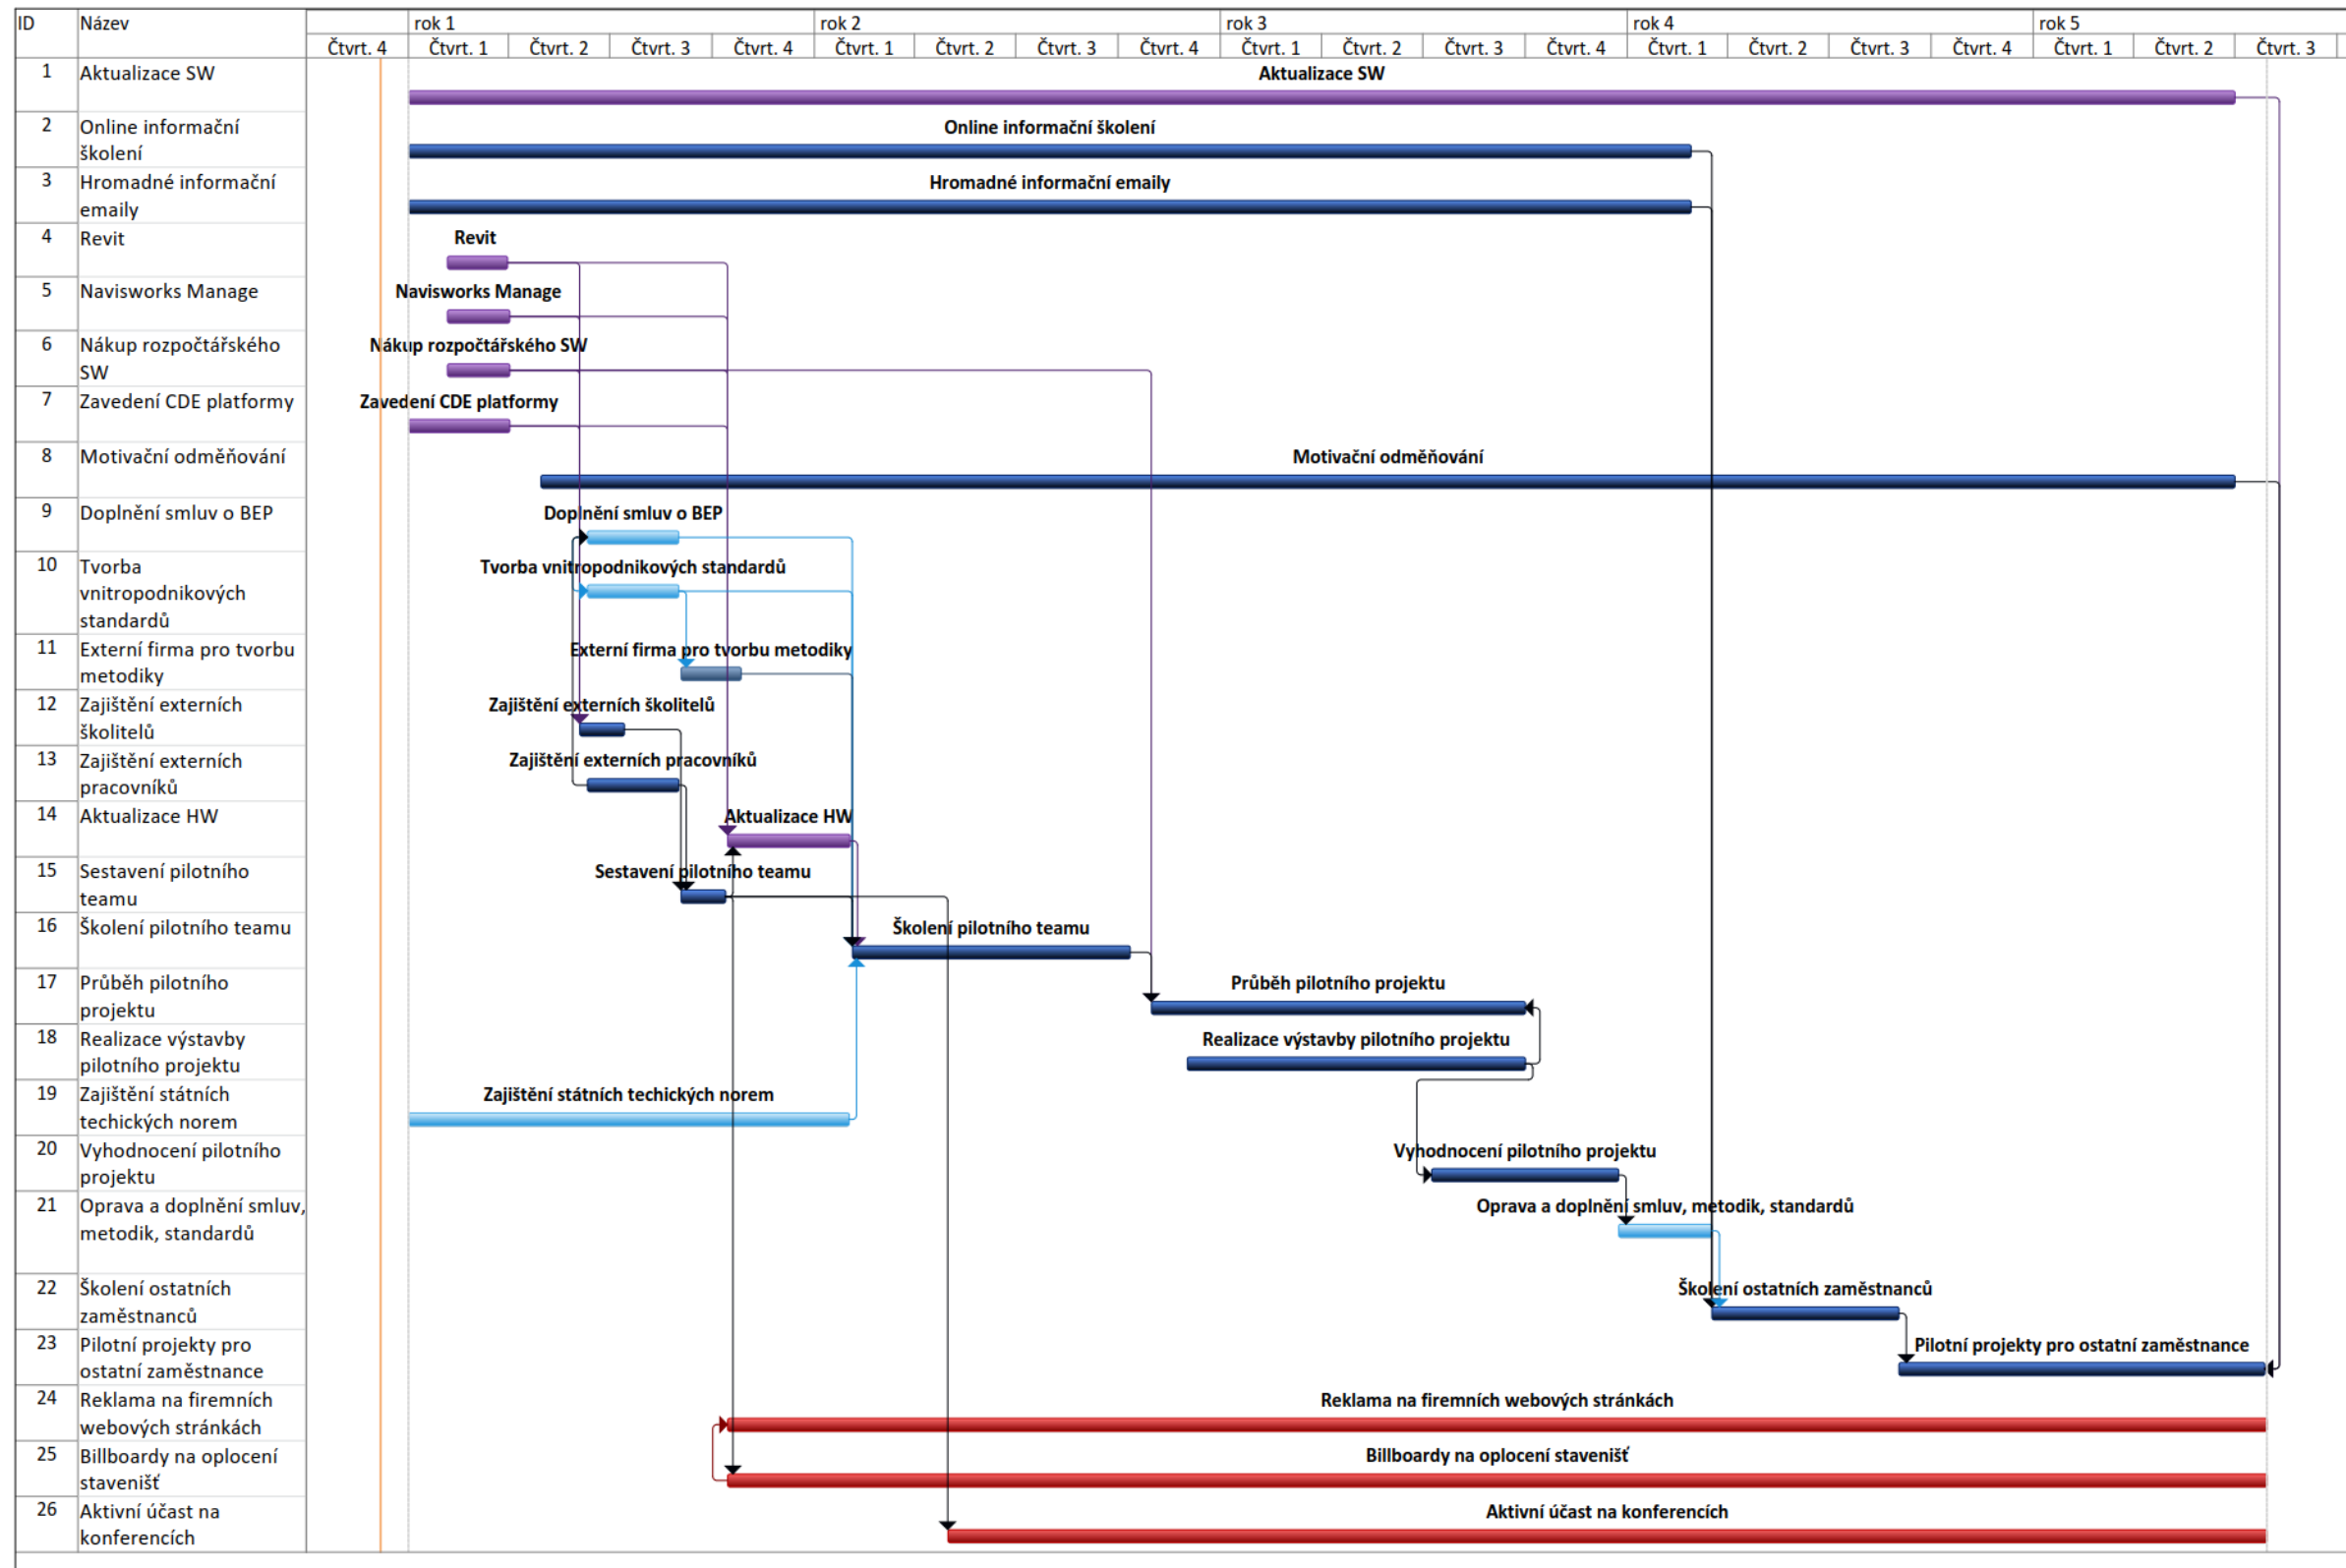 ID Název rok 1 rok 2 rok 3 rok 4 rok 5
Čtvrt. 4 Čtvrt. 1 Čtvrt. 2 Čtvrt. 3 Čtvrt. 4 Čtvrt. 1 Čtvrt. 2 Čtvrt. 3 Čtvrt. 4 Čtvrt. 1 Čtvrt. 2 Čtvrt. 3 Čtvrt. 4 Čtvrt. 1 Čtvrt. 2 Čtvrt. 3 Čtvrt. 4 Čtvrt. 1 Čtvrt. 2 Čtvrt. 3
1 Aktualizace SW Aktualizace SW
2 Online informační Online informační školení
školení
3 Hromadné informační Hromadné informační emaily
emaily
4 Revit Revit
5 Navisworks Manage Navisworks Manage
6 Nákup rozpočtářského Nákup rozpočtářského SW
SW
7 Zavedení CDE platformy Zavedení CDE platformy
8 Motivační odměňování Motivační odměňování
9 Doplnění smluv o BEP Doplnění smluv o BEP
10 Tvorba Tvorba vnitropodnikových standardů
vnitropodnikových
standardů
11 Externí firma pro tvorbu Externí firma pro tvorbu metodiky
metodiky
12 Zajištění externích Zajištění externích školitelů
školitelů
13 Zajištění externích Zajištění externích pracovníků
pracovníků
14 Aktualizace HW Aktualizace HW
15 Sestavení pilotního Sestavení pilotního teamu
teamu
16 Školení pilotního teamu Školení pilotního teamu
17 Průběh pilotního Průběh pilotního projektu
projektu
18 Realizace výstavby Realizace výstavby pilotního projektu
pilotního projektu
19 Zajištění státních Zajištění státních techických norem
techických norem
20 Vyhodnocení pilotního Vyhodnocení pilotního projektu
projektu
21 Oprava a doplnění smluv, Oprava a doplnění smluv, metodik, standardů
metodik, standardů
22 Školení ostatních Školení ostatních zaměstnanců
zaměstnanců
23 Pilotní projekty pro Pilotní projekty pro ostatní zaměstnance
ostatní zaměstnance
24 Reklama na firemních Reklama na firemních webových stránkách
webových stránkách
25 Billboardy na oplocení Billboardy na oplocení stavenišť
stavenišť
26 Aktivní účast na Aktivní účast na konferencích
konferencích